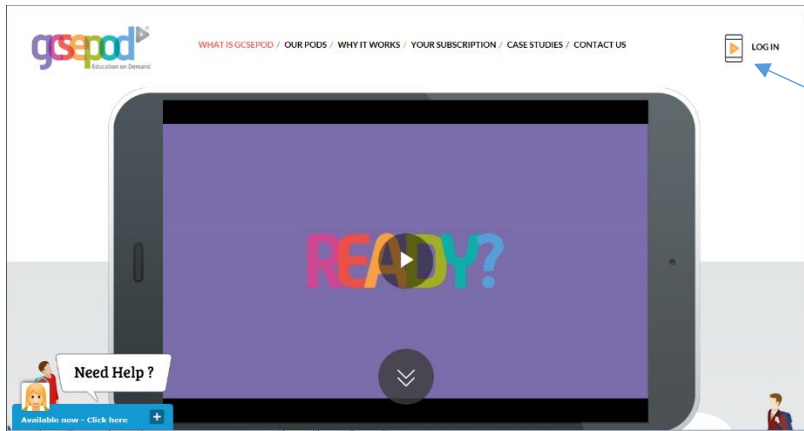 gcsepod
Education on Demand
WHAT IS GCSEPOD / OUR PODS / WHY IT WORKS / YOUR SUBSCRIPTION / CASE STUDIES / CONTACT US
LOG IN
READY?
Need Help ?
Available now - Click here +